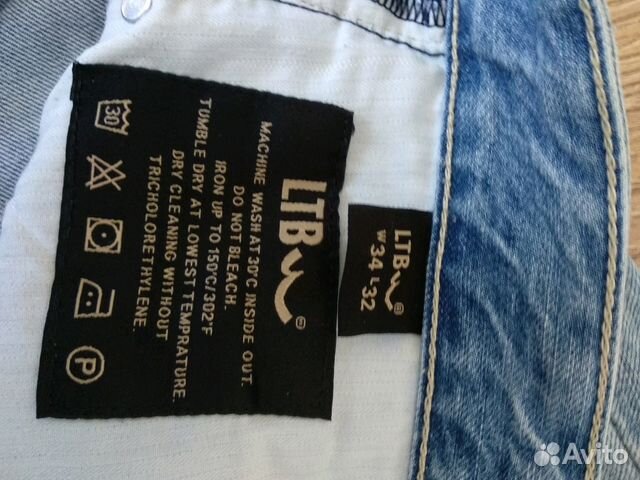 LTB
MACHINE WASH AT 30°C INSIDE OUT.
DO NOT BLEACH.
IRON UP TO 150°C/302°F
TUMBLE DRY AT LOWEST TEMPRATURE
DRY CLEANING WITHOUT
TRICHOLORETHYLENE.
30
P
LTB
W34 L32
Avito